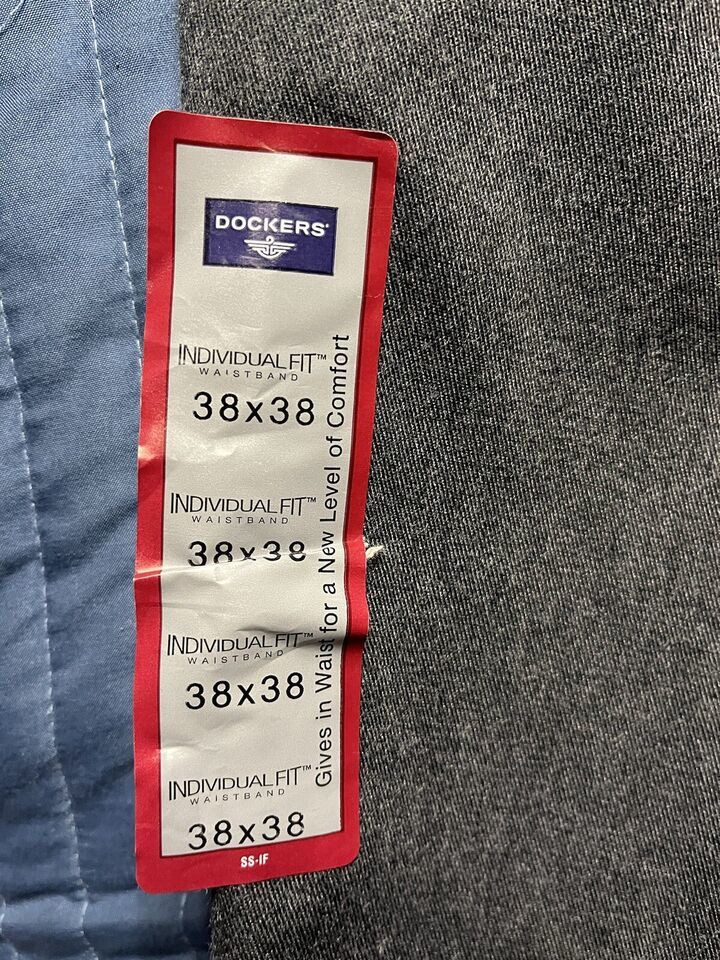 DOCKERS®
INDIVIDUAL FIT™
WAISTBAND
38x38
INDIVIDUAL FIT™
WAISTBAND
38x38
INDIVIDUAL FIT™
WAISTBAND
38x38
INDIVIDUAL FIT™
WAISTBAND
38x38
Gives in Waist for a New Level of Comfort
SS-IF